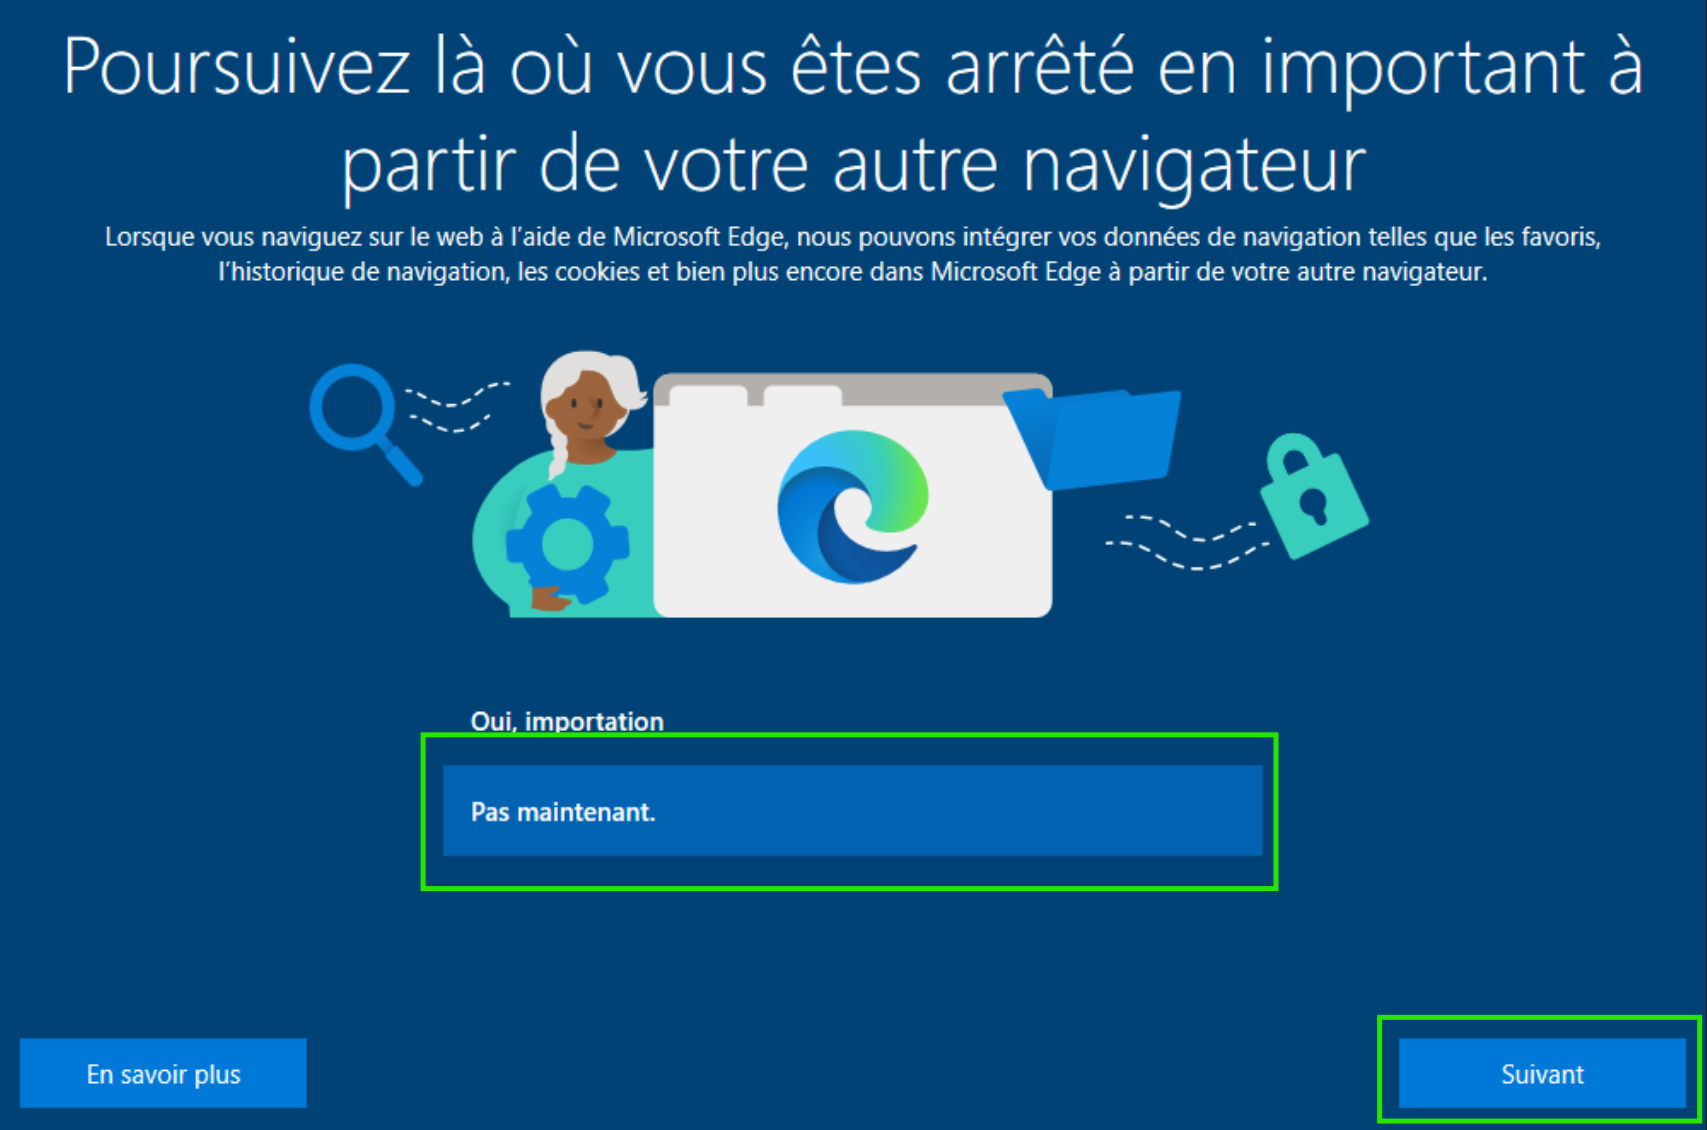 Poursuivez là où vous êtes arrêté en important à
partir de votre autre navigateur
Lorsque vous naviguez sur le web à l'aide de Microsoft Edge, nous pouvons intégrer vos données de navigation telles que les favoris,
l'historique de navigation, les cookies et bien plus encore dans Microsoft Edge à partir de votre autre navigateur.
Oui, importation
Pas maintenant.
En savoir plus
Suivant